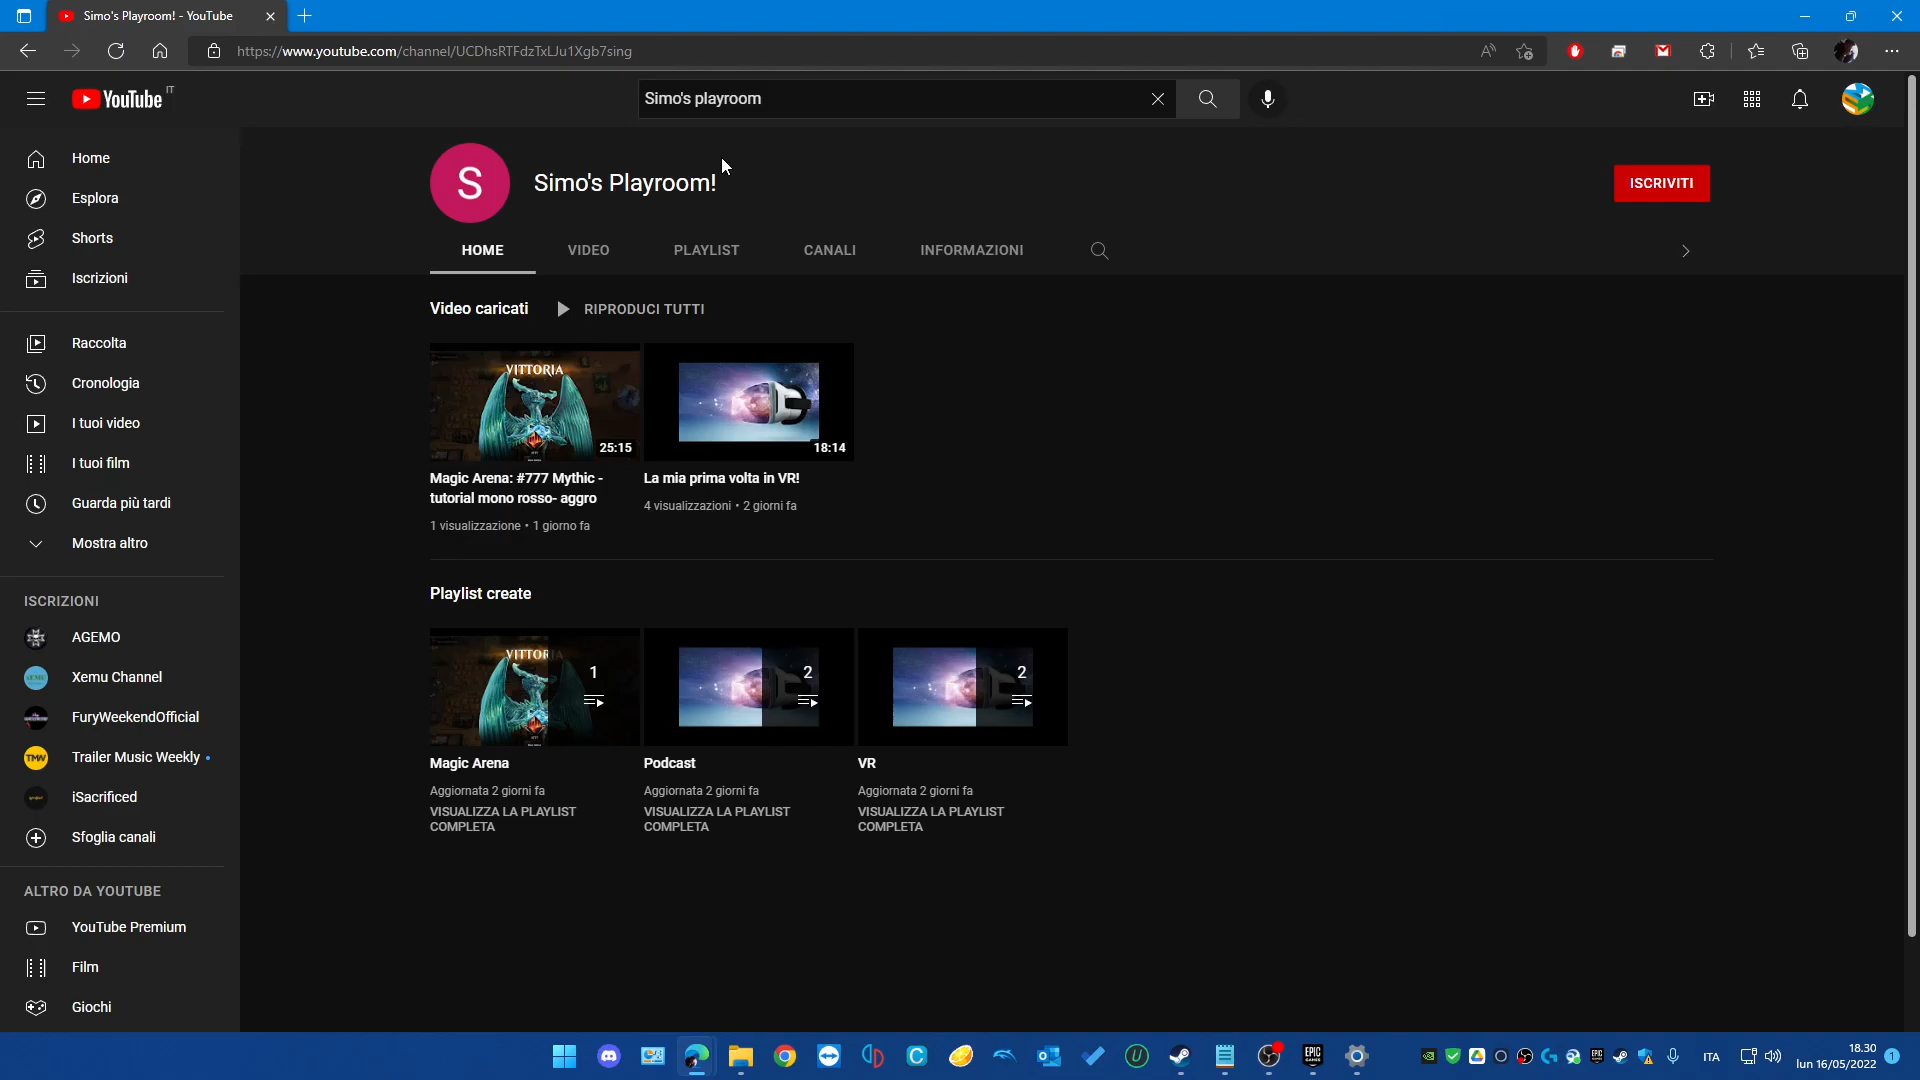 Simo's Playroom! - YouTube
https://www.youtube.com/channel/UCDhsRTFdzTxLJu1Xgb7sing
YouTube IT
Simo's playroom
Home
Esplora
Shorts
Iscrizioni
Raccolta
Cronologia
I tuoi video
I tuoi film
Guarda più tardi
Mostra altro
ISCRIZIONI
AGEMO
Xemu Channel
FuryWeekendOfficial
TMW
Trailer Music Weekly
iSacrificed
Sfoglia canali
ALTRO DA YOUTUBE
YouTube Premium
Film
Giochi
S
Simo's Playroom!
ISCRIVITI
HOME VIDEO PLAYLIST CANALI INFORMAZIONI
Video caricati RIPRODUCI TUTTI
VITTORIA
25:15
Magic Arena: #777 Mythic -
tutorial mono rosso- aggro
1 visualizzazione • 1 giorno fa
18:14
La mia prima volta in VR!
4 visualizzazioni • 2 giorni fa
Playlist create
VITTORI
1
Magic Arena
Aggiornata 2 giorni fa
VISUALIZZA LA PLAYLIST
COMPLETA
2
Podcast
Aggiornata 2 giorni fa
VISUALIZZA LA PLAYLIST
COMPLETA
2
VR
Aggiornata 2 giorni fa
VISUALIZZA LA PLAYLIST
COMPLETA
EPIC
ITA
18.30
lun 16/05/2022
1